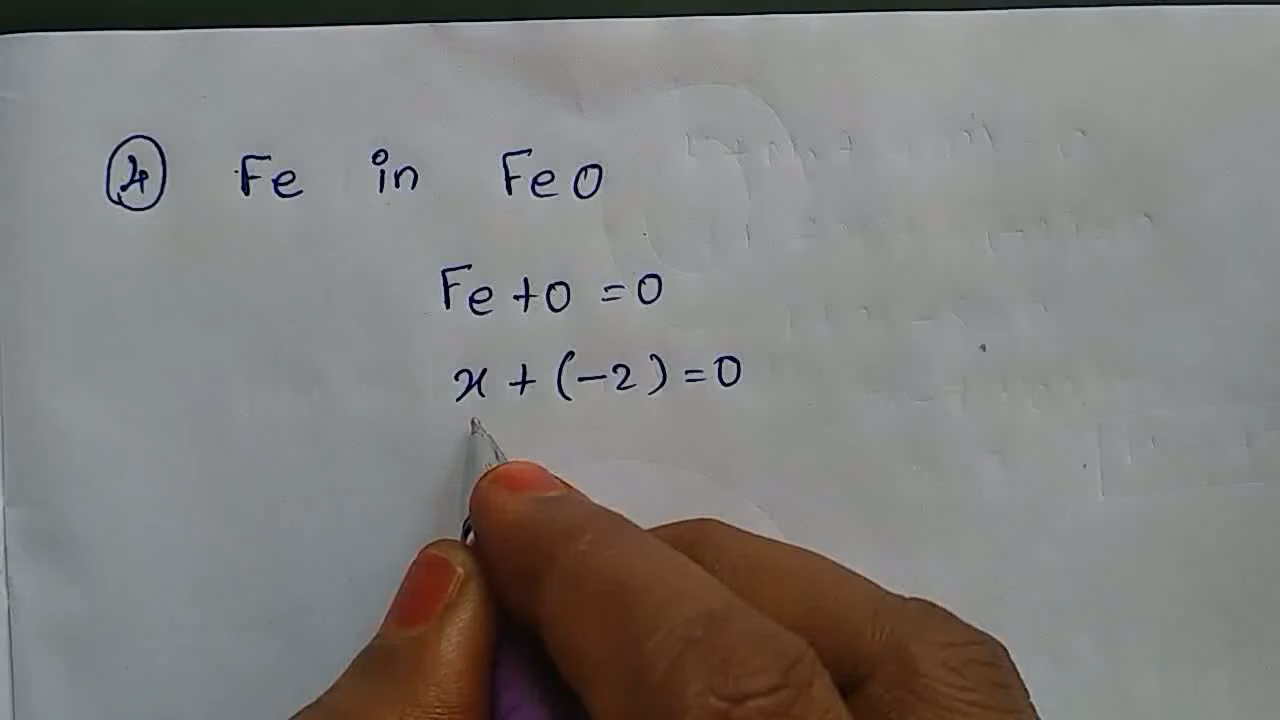 4 Fe in FeO
Fe + O = 0
x + (-2) = 0